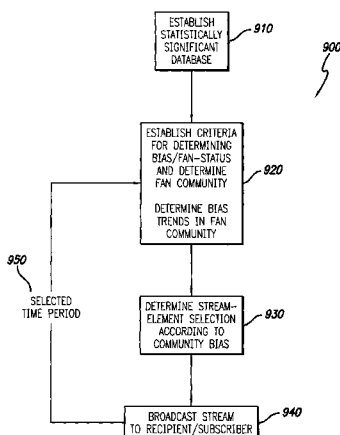 ESTABLISH
STATISTICALLY
SIGNIFICANT
DATABASE
910
900
ESTABLISH CRITERIA
FOR DETERMINING
BIAS/FAN-STATUS
AND DETERMINE
FAN COMMUNITY
DETERMINE BIAS
TRENDS IN FAN
COMMUNITY
920
950
SELECTED
TIME PERIOD
DETERMINE STREAM-
ELEMENT SELECTION
ACCORDING TO
COMMUNITY BIAS
930
BROADCAST STREAM
TO RECIPIENT/SUBSCRIBER
940